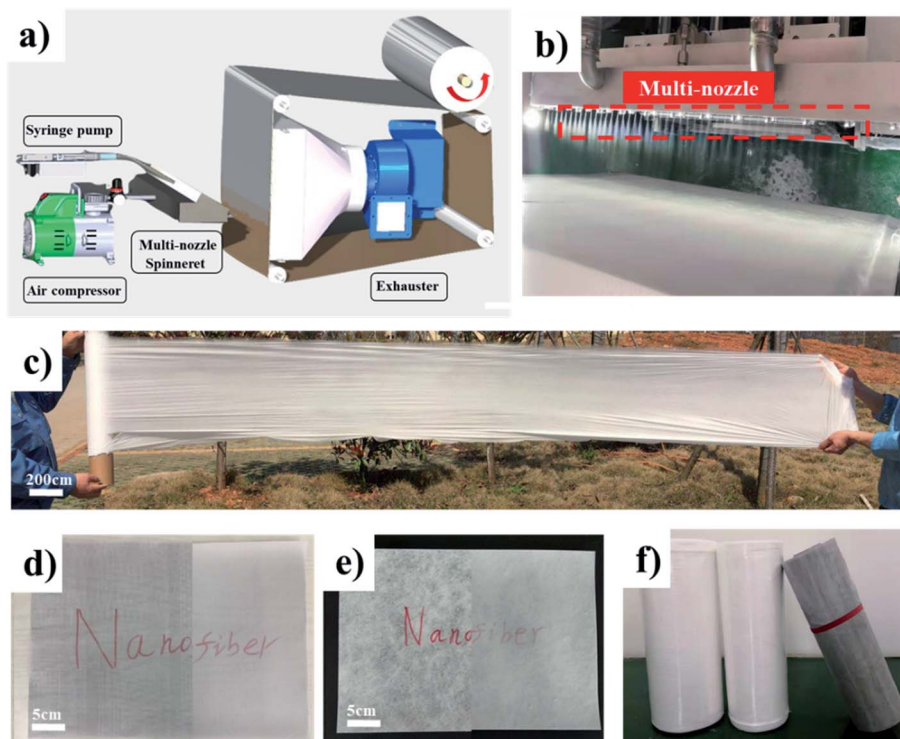 a)
Syringe pump
Multi-nozzle
Spinneret
Air compressor
Exhauster
b)
Multi-nozzle
c)
200cm
d)
Nanofiber
5cm
e)
Nanofiber
5cm
f)